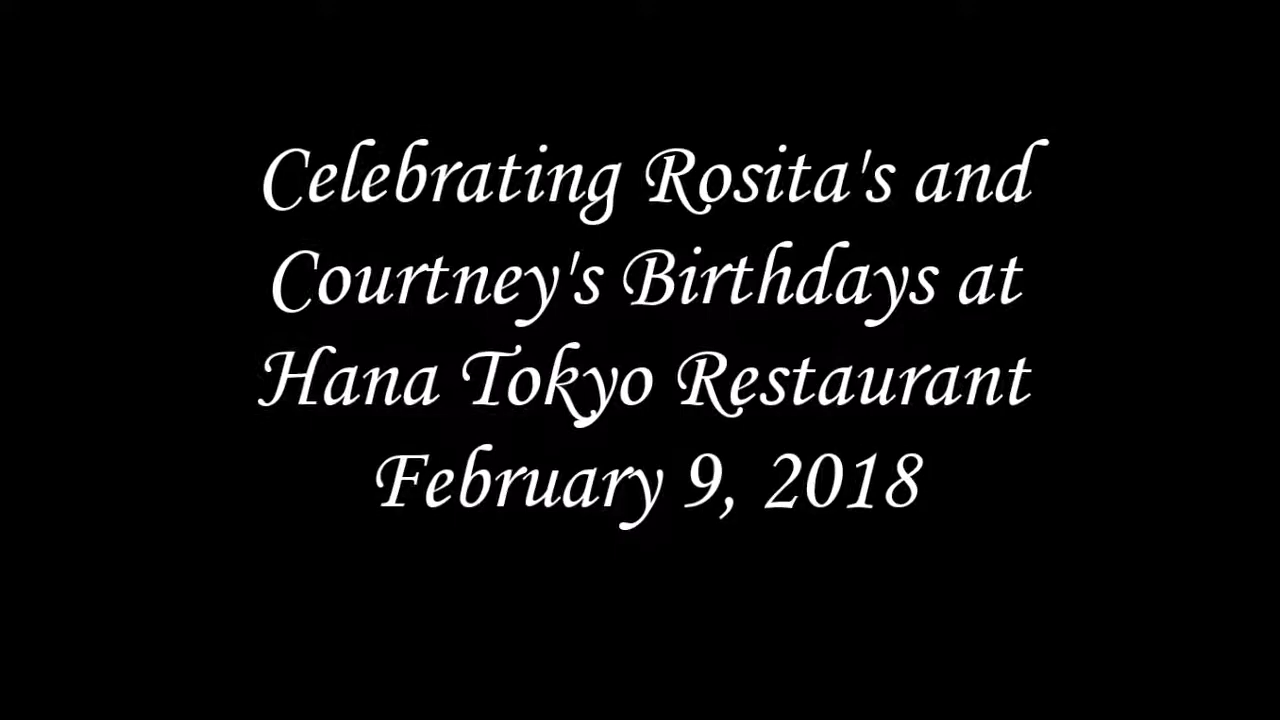 Celebrating Rosita's and
Courtney's Birthdays at
Hana Tokyo Restaurant
February 9, 2018